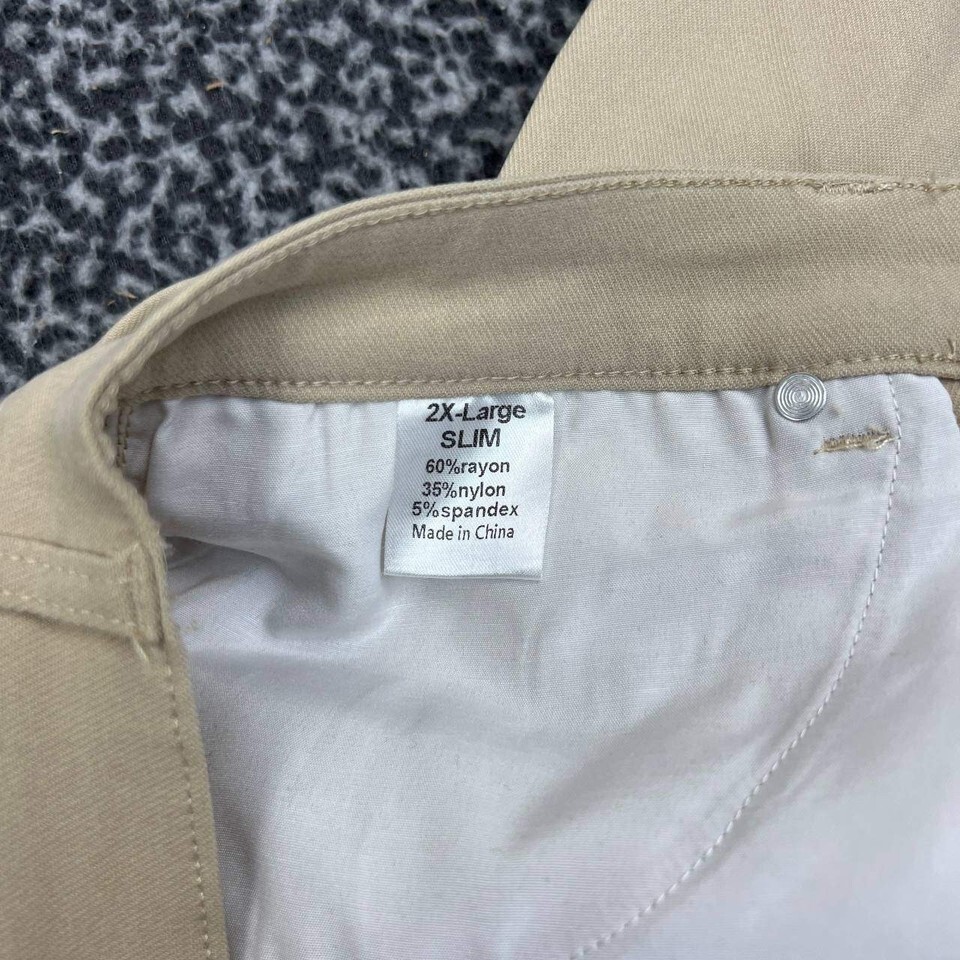 2X-Large
SLIM
60%rayon
35%nylon
5%spandex
Made in China